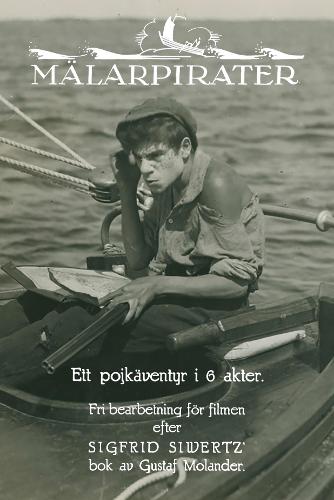 MÄLARPIRATER
Ett pojkäventyr i 6 akter.
Fri bearbetning för filmen
efter
SIGFRID SIWERTZ'
bok av Gustaf Molander.